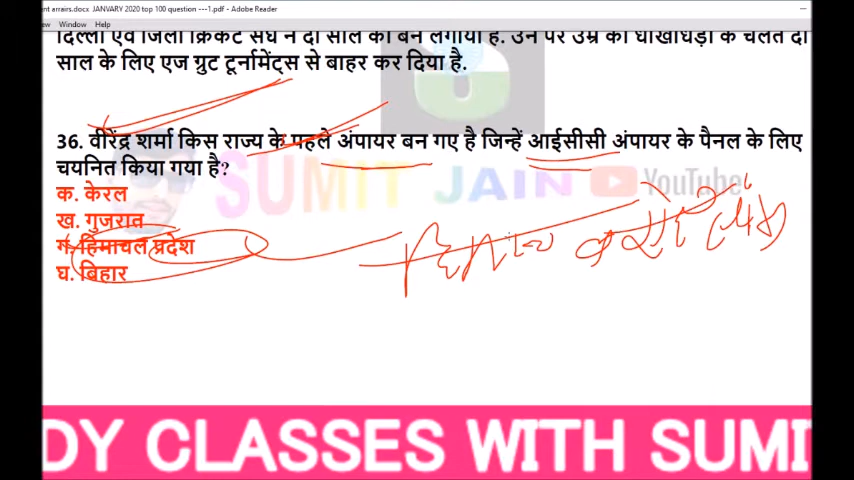 ent arrairs.docx JANVARY 2020 top 100 question ---1.pdf - Adobe Reader
ew Window Help
दिल्ली एवं जिला क्रिकेट संघ ने दो साल का बैन लगाया है. उन पर उम्र की धोखाधड़ी के चलते दो
साल के लिए एज ग्रुट टूर्नामेंट्स से बाहर कर दिया है.
36. वीरेंद्र शर्मा किस राज्य के पहले अंपायर बन गए है जिन्हें आईसीसी अंपायर के पैनल के लिए
चयनित किया गया है?
SUMIT JAIN YouTube
क. केरल
ख. गुजरात
ग. हिमाचल प्रदेश
घ. बिहार
DY CLASSES WITH SUMI